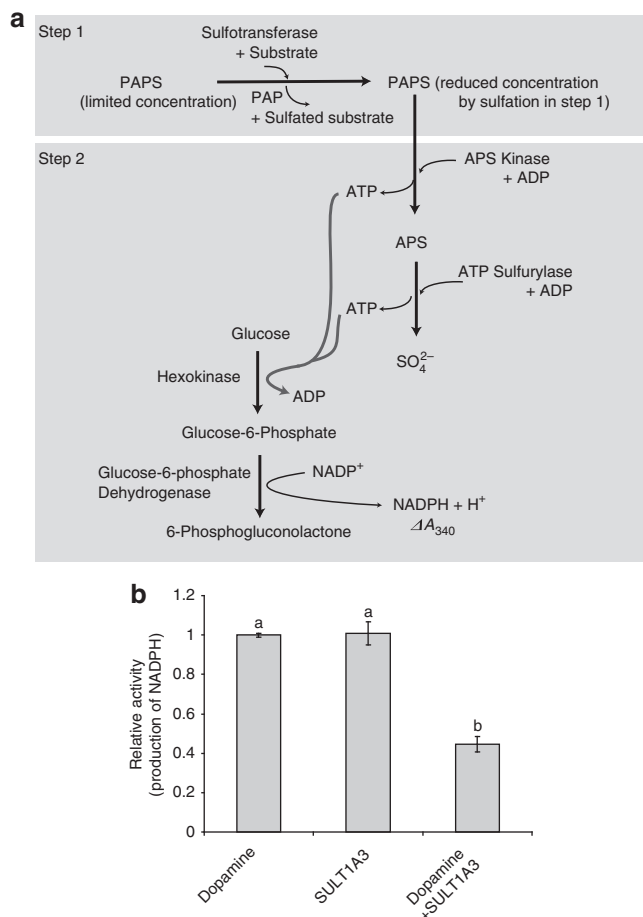 a
Step 1
Sulfotransferase
+ Substrate
PAPS
(limited concentration)
PAP
+ Sulfated substrate
PAPS (reduced concentration
by sulfation in step 1)
Step 2
APS Kinase
+ ADP
ATP
APS
ATP Sulfurylase
+ ADP
ATP
Glucose
SO₄²⁻
Hexokinase
ADP
Glucose-6-Phosphate
Glucose-6-phosphate
Dehydrogenase
NADP⁺
NADPH + H⁺
ΔA₃₄₀
6-Phosphogluconolactone
b
Relative activity
(production of NADPH)
1.2
1
0.8
0.6
0.4
0.2
0
a
a
b
Dopamine
SULT1A3
Dopamine
+SULT1A3